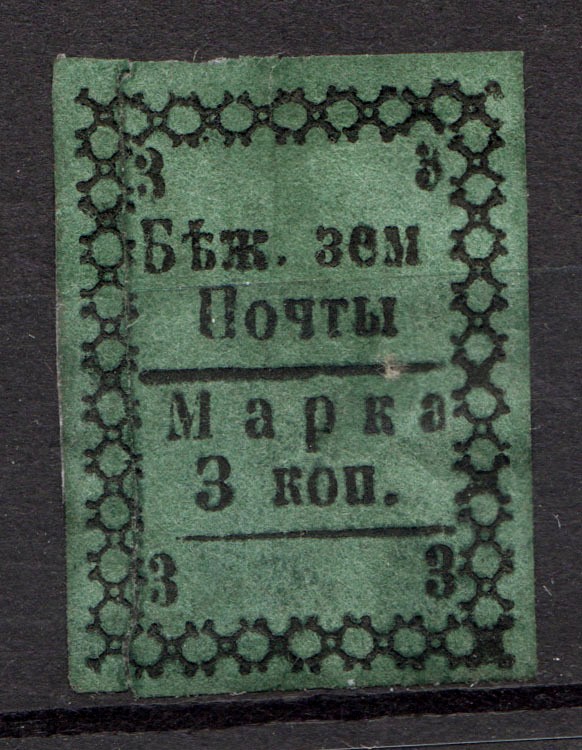 3 3
Бѣж. зем
Почты
Марка
3 коп.
3 3